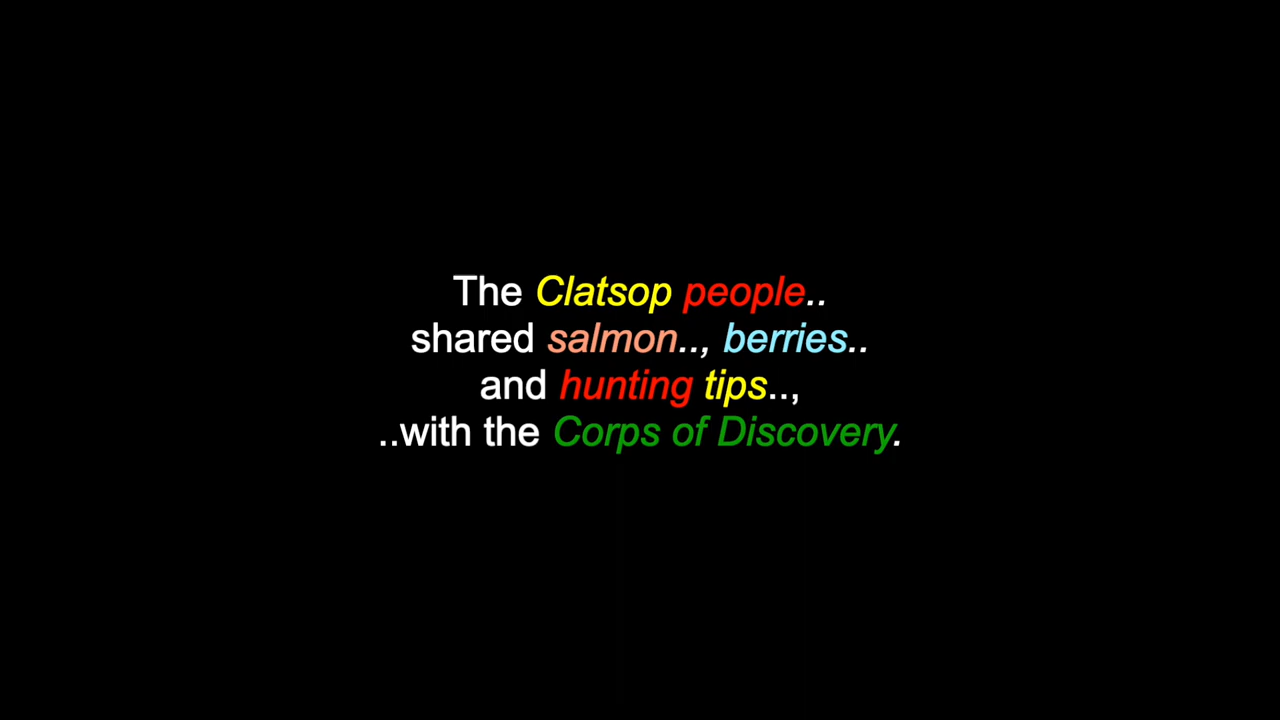 The Clatsop people..
shared salmon.., berries..
and hunting tips..,
..with the Corps of Discovery.